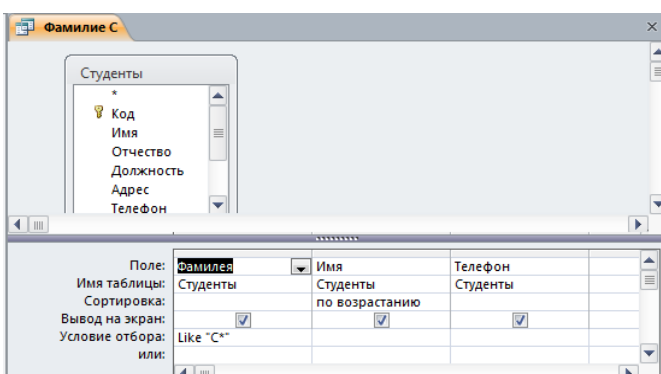 Фамилие С
Студенты
*
Код
Имя
Отчество
Должность
Адрес
Телефон
Поле: Фамилея Имя Телефон
Имя таблицы: Студенты Студенты Студенты
Сортировка: по возрастанию
Вывод на экран:
Условие отбора: Like "С*"
или: